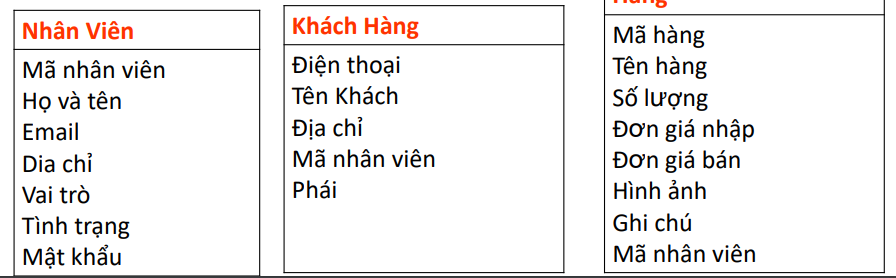 Nhân Viên
Mã nhân viên
Họ và tên
Email
Dia chỉ
Vai trò
Tình trạng
Mật khẩu
Khách Hàng
Điện thoại
Tên Khách
Địa chỉ
Mã nhân viên
Phái
Hàng
Mã hàng
Tên hàng
Số lượng
Đơn giá nhập
Đơn giá bán
Hình ảnh
Ghi chú
Mã nhân viên